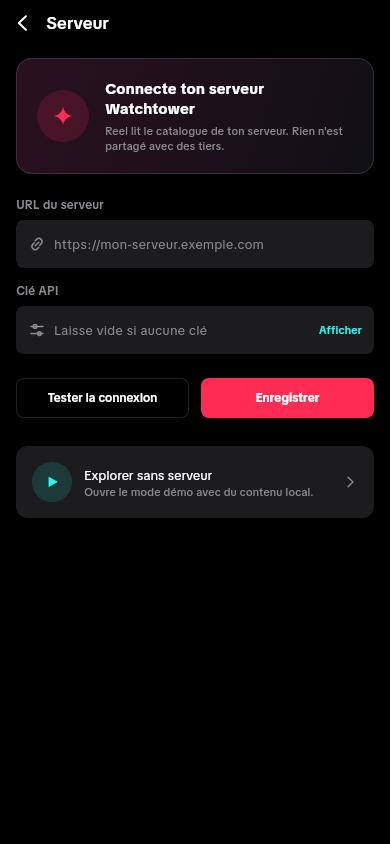 Serveur
Connecte ton serveur
Watchtower
Reel lit le catalogue de ton serveur. Rien n'est
partagé avec des tiers.
URL du serveur
https://mon-serveur.exemple.com
Clé API
Laisse vide si aucune clé
Afficher
Tester la connexion
Enregistrer
Explorer sans serveur
Ouvre le mode démo avec du contenu local.